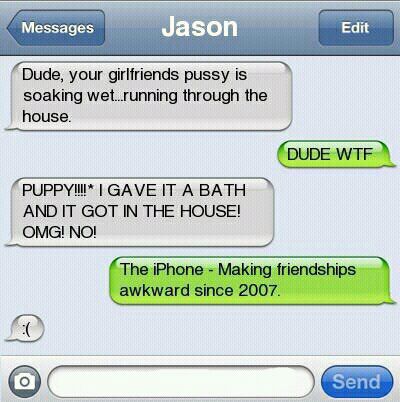 Messages
Jason
Edit
Dude, your girlfriends pussy is
soaking wet...running through the
house.
DUDE WTF
PUPPY!!!!* I GAVE IT A BATH
AND IT GOT IN THE HOUSE!
OMG! NO!
The iPhone - Making friendships
awkward since 2007.
:(
Send